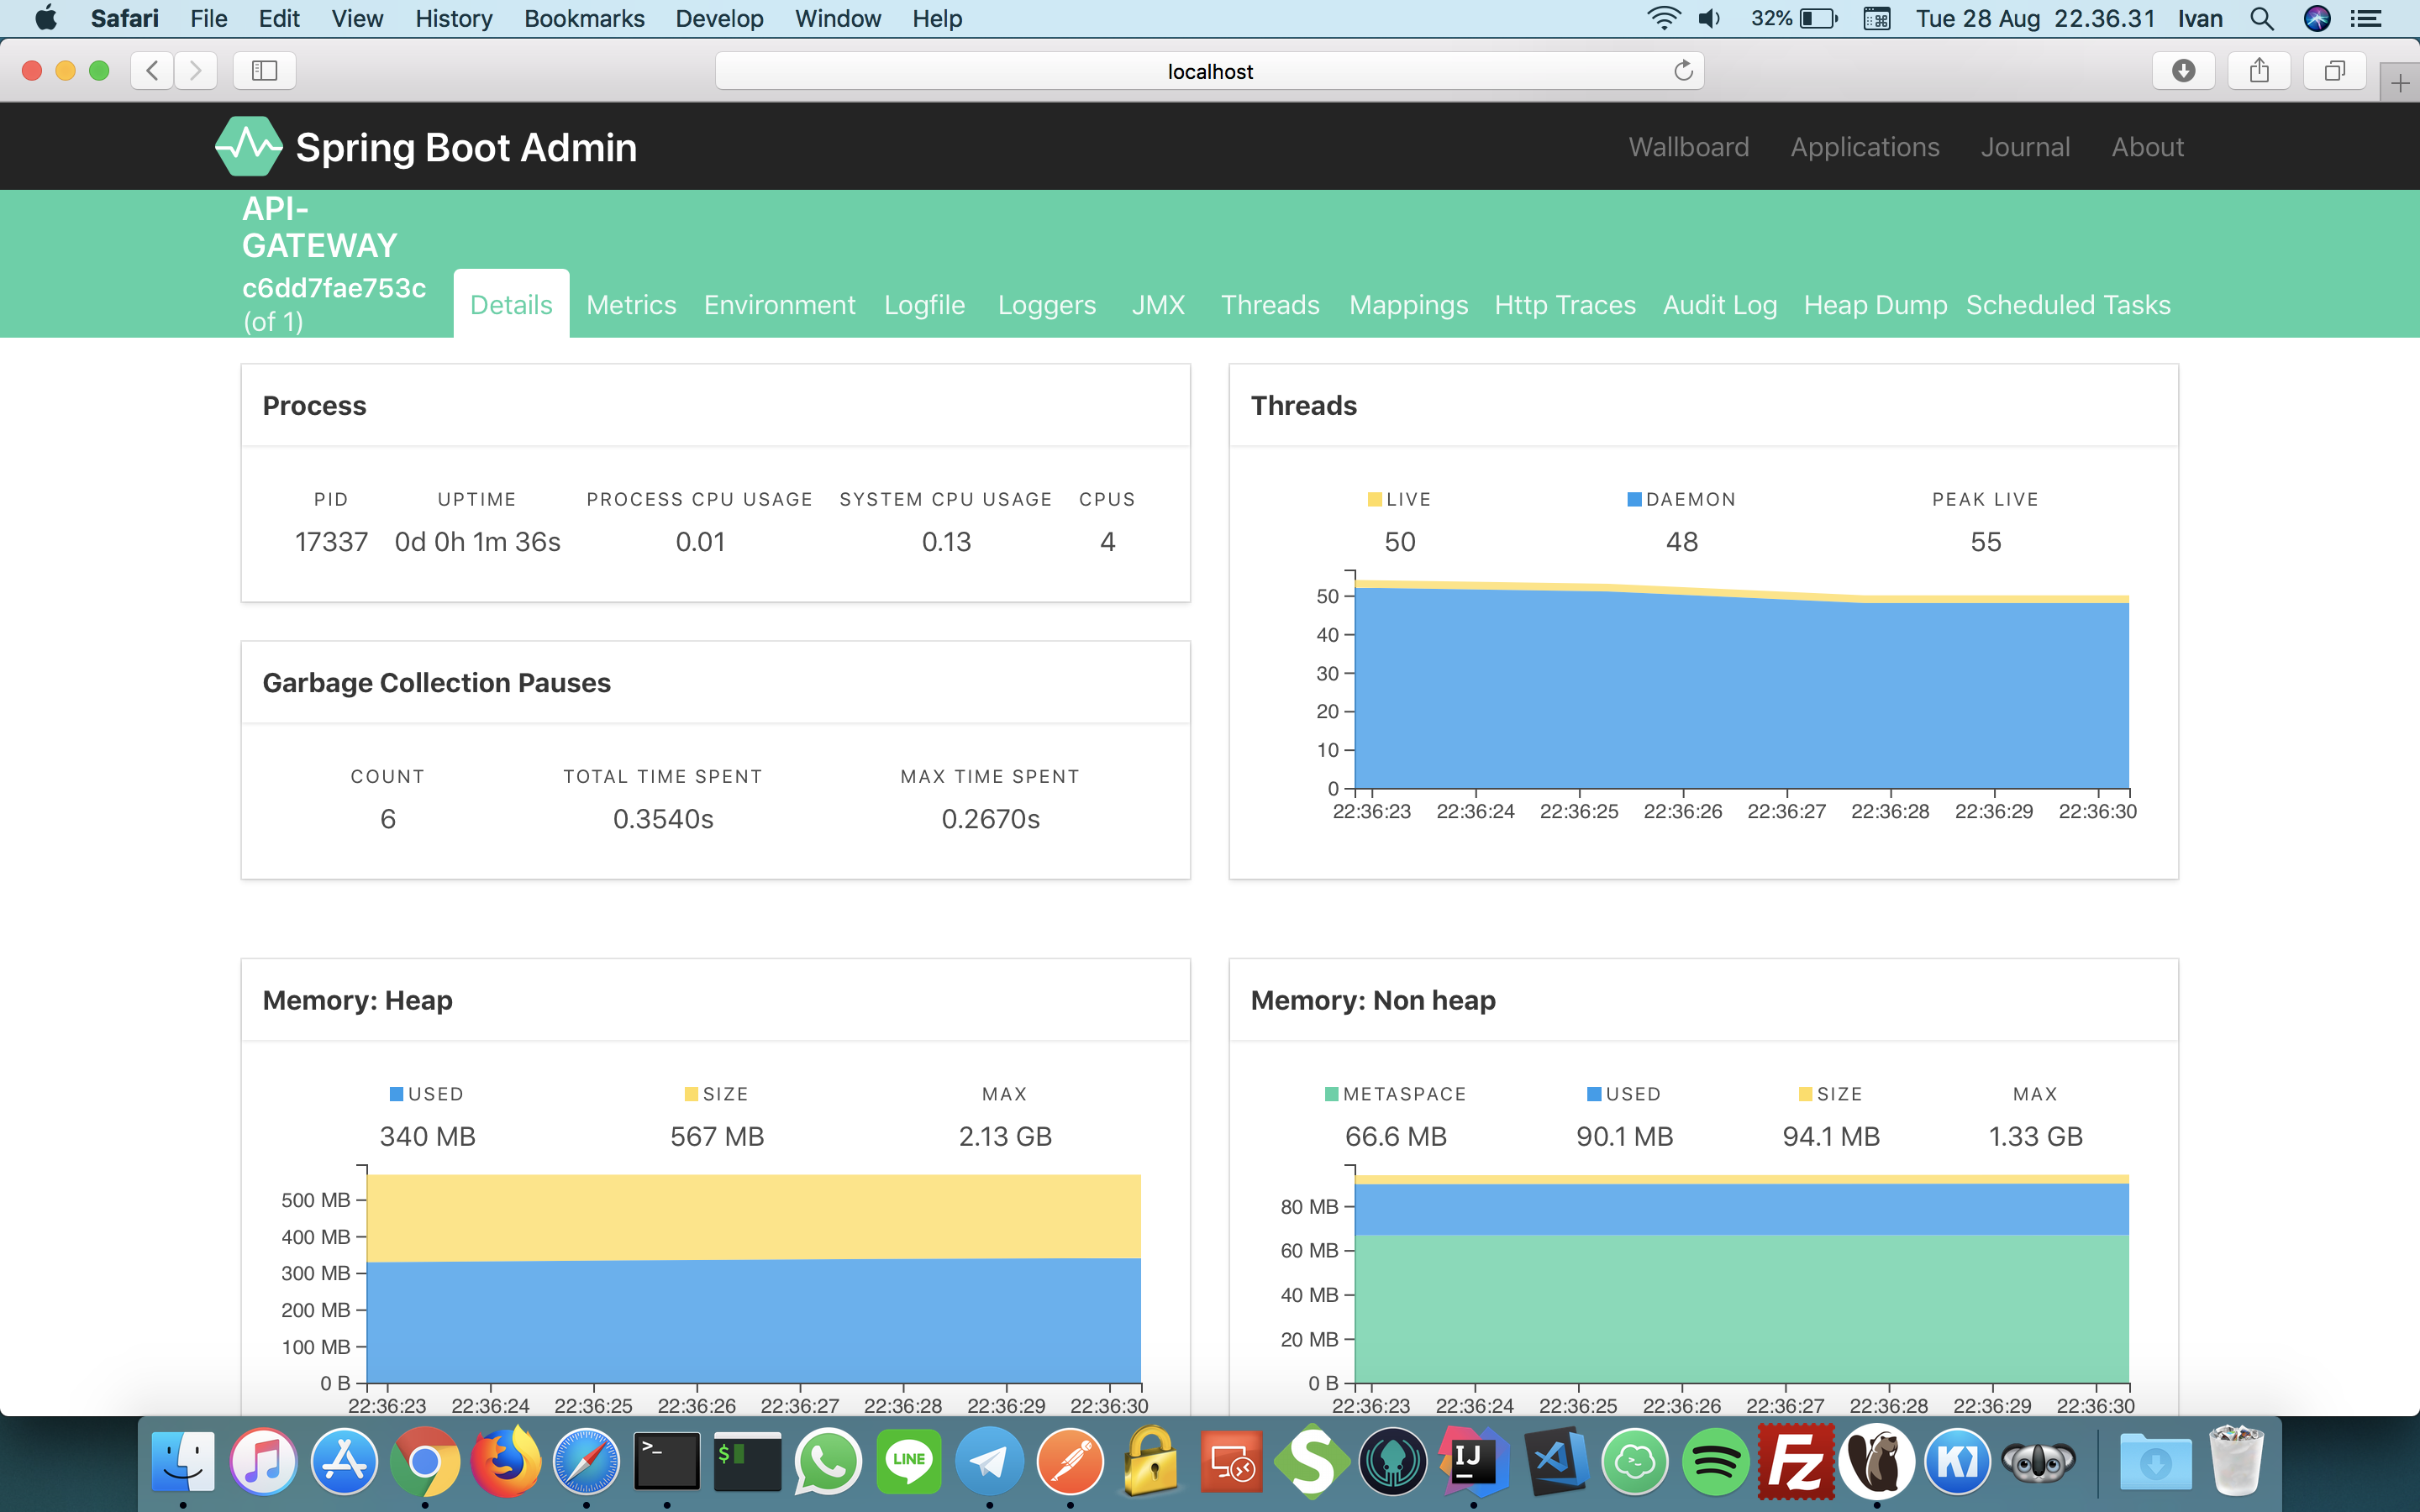 Safari File Edit View History Bookmarks Develop Window Help 32% Tue 28 Aug 22.36.31 Ivan
localhost
Spring Boot Admin Wallboard Applications Journal About
API-
GATEWAY
c6dd7fae753c
(of 1)
Details Metrics Environment Logfile Loggers JMX Threads Mappings Http Traces Audit Log Heap Dump Scheduled Tasks
Process
PID UPTIME PROCESS CPU USAGE SYSTEM CPU USAGE CPUS
17337 0d 0h 1m 36s 0.01 0.13 4
Garbage Collection Pauses
COUNT TOTAL TIME SPENT MAX TIME SPENT
6 0.3540s 0.2670s
Threads
LIVE DAEMON PEAK LIVE
50 48 55
50
40
30
20
10
0
22:36:23 22:36:24 22:36:25 22:36:26 22:36:27 22:36:28 22:36:29 22:36:30
Memory: Heap
USED SIZE MAX
340 MB 567 MB 2.13 GB
500 MB
400 MB
300 MB
200 MB
100 MB
0 B
22:36:23 22:36:24 22:36:25 22:36:26 22:36:27 22:36:28 22:36:29 22:36:30
Memory: Non heap
METASPACE USED SIZE MAX
66.6 MB 90.1 MB 94.1 MB 1.33 GB
80 MB
60 MB
40 MB
20 MB
0 B
22:36:23 22:36:24 22:36:25 22:36:26 22:36:27 22:36:28 22:36:29 22:36:30
>_ $ LINE S IJ Fz